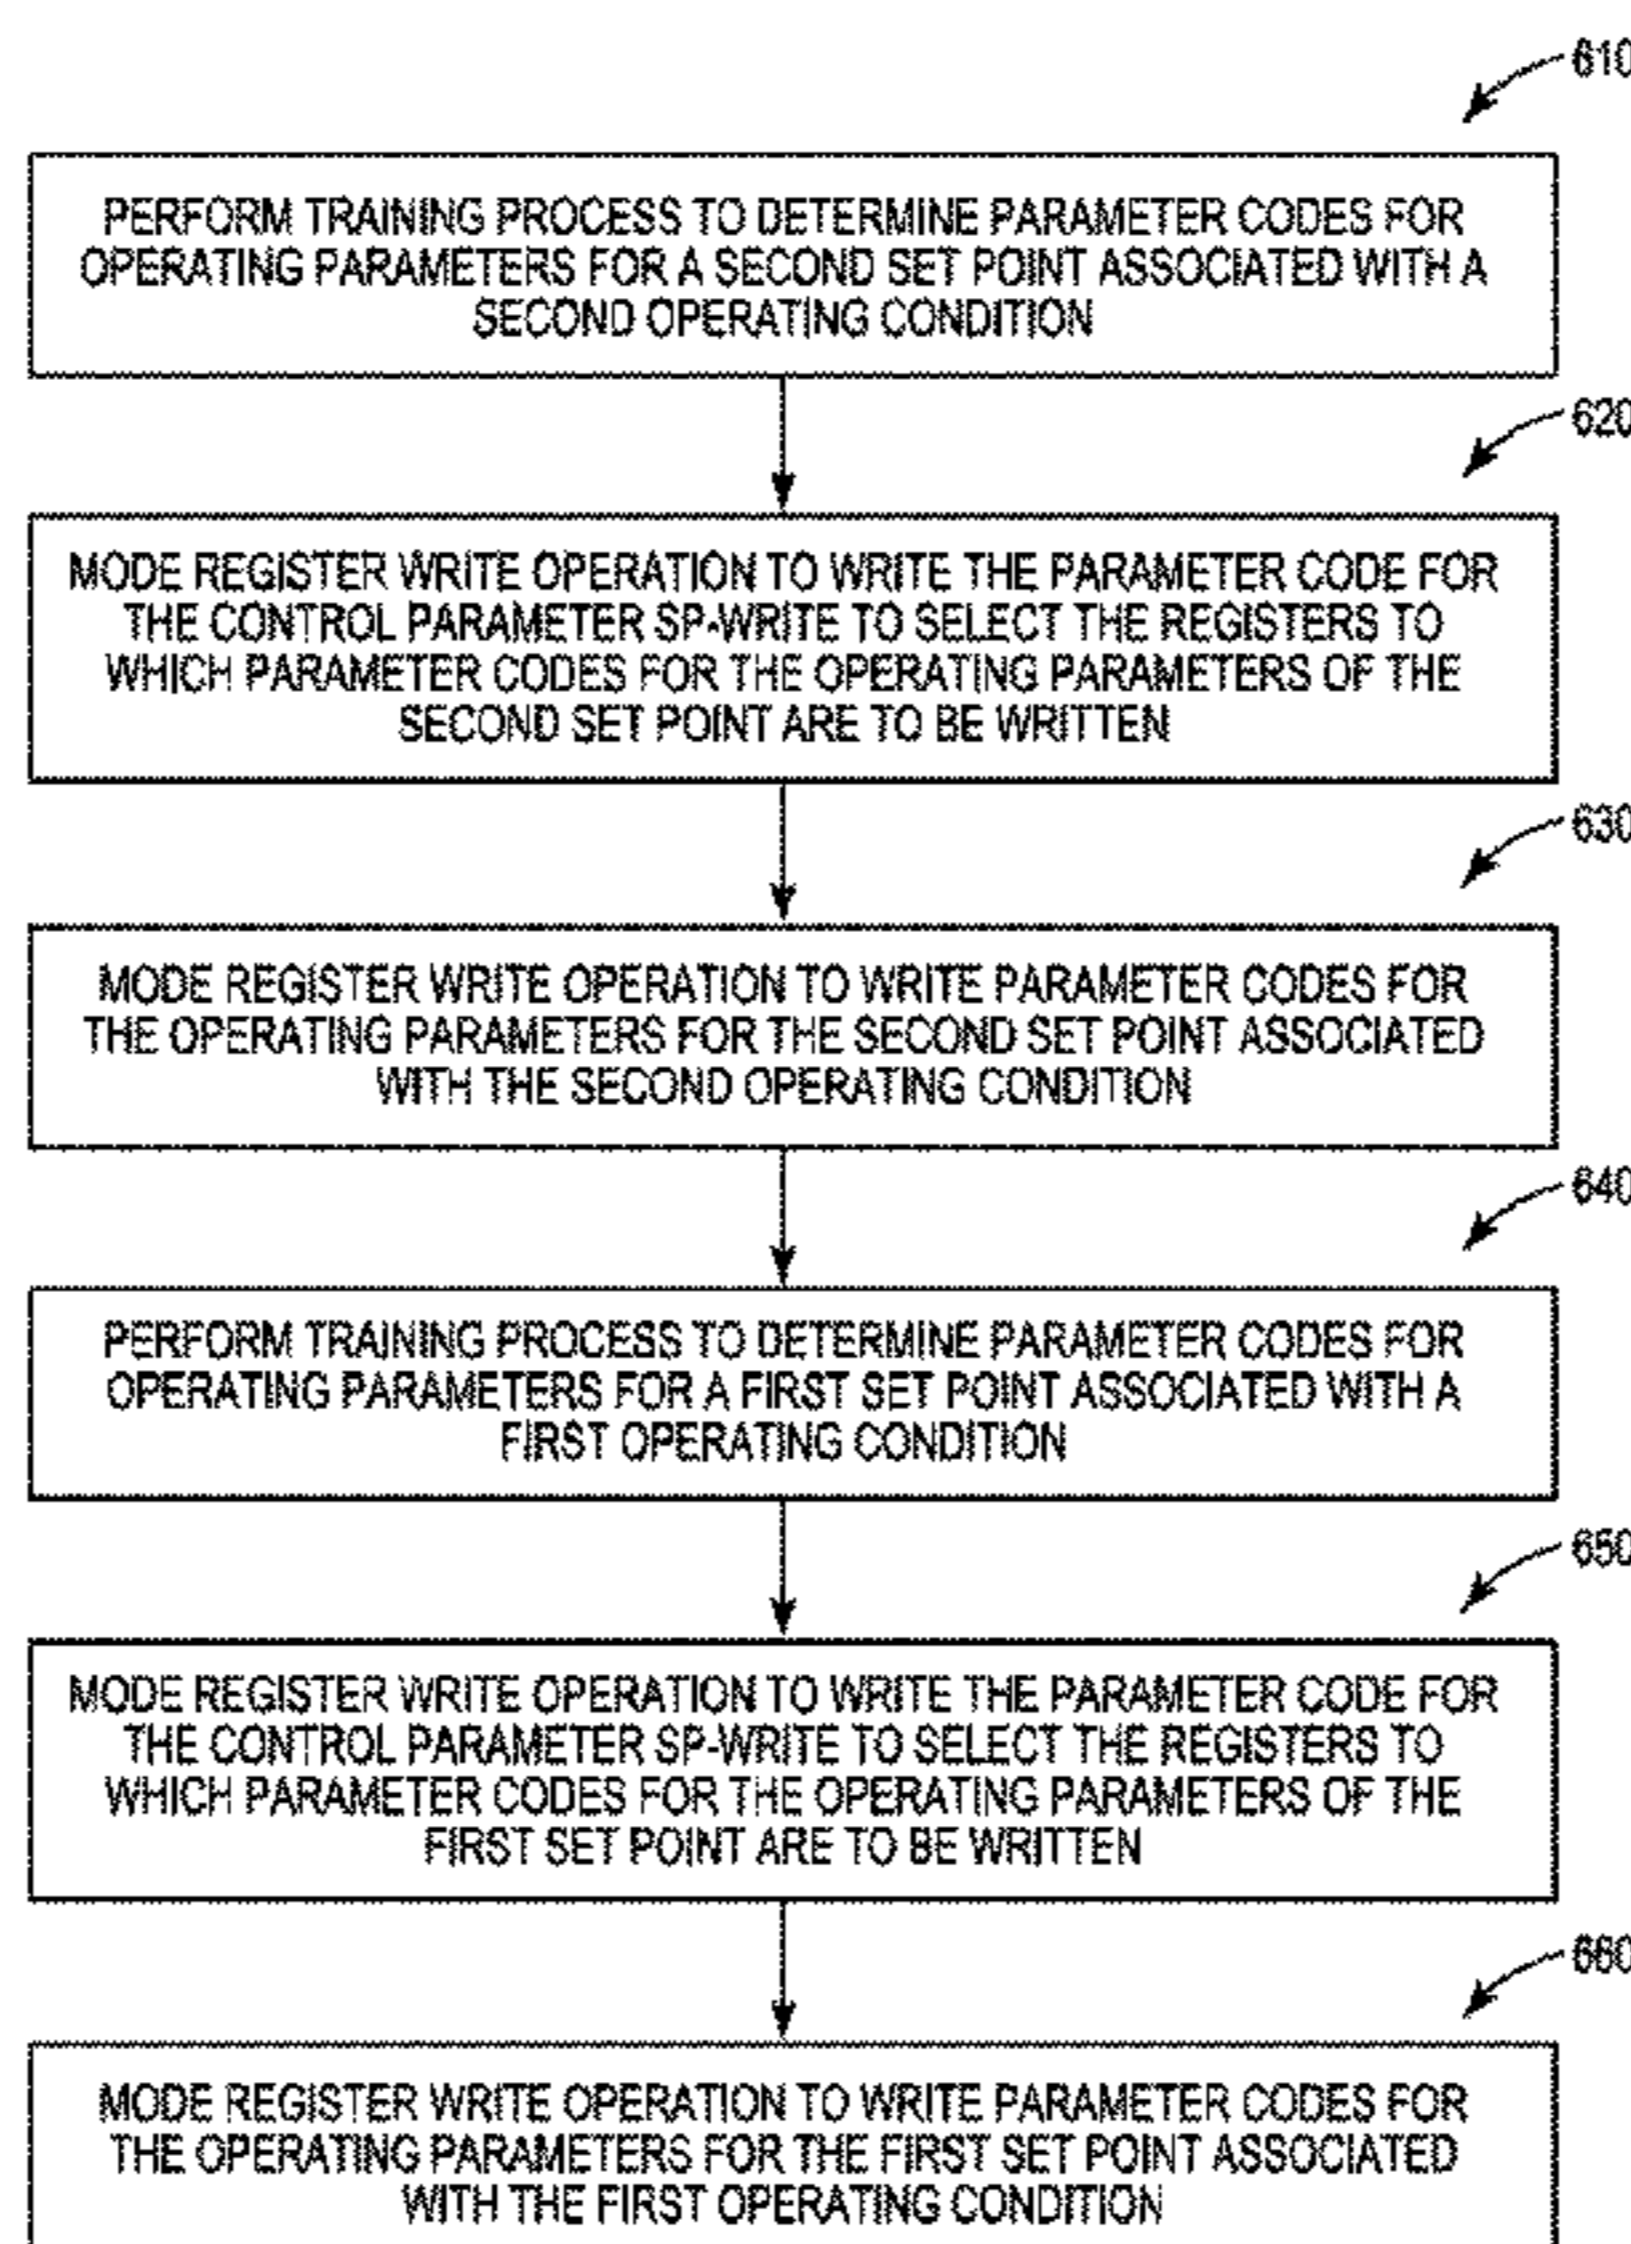 610
PERFORM TRAINING PROCESS TO DETERMINE PARAMETER CODES FOR
OPERATING PARAMETERS FOR A SECOND SET POINT ASSOCIATED WITH A
SECOND OPERATING CONDITION
620
MODE REGISTER WRITE OPERATION TO WRITE THE PARAMETER CODE FOR
THE CONTROL PARAMETER SP-WRITE TO SELECT THE REGISTERS TO
WHICH PARAMETER CODES FOR THE OPERATING PARAMETERS OF THE
SECOND SET POINT ARE TO BE WRITTEN
630
MODE REGISTER WRITE OPERATION TO WRITE PARAMETER CODES FOR
THE OPERATING PARAMETERS FOR THE SECOND SET POINT ASSOCIATED
WITH THE SECOND OPERATING CONDITION
640
PERFORM TRAINING PROCESS TO DETERMINE PARAMETER CODES FOR
OPERATING PARAMETERS FOR A FIRST SET POINT ASSOCIATED WITH A
FIRST OPERATING CONDITION
650
MODE REGISTER WRITE OPERATION TO WRITE THE PARAMETER CODE FOR
THE CONTROL PARAMETER SP-WRITE TO SELECT THE REGISTERS TO
WHICH PARAMETER CODES FOR THE OPERATING PARAMETERS OF THE
FIRST SET POINT ARE TO BE WRITTEN
660
MODE REGISTER WRITE OPERATION TO WRITE PARAMETER CODES FOR
THE OPERATING PARAMETERS FOR THE FIRST SET POINT ASSOCIATED
WITH THE FIRST OPERATING CONDITION